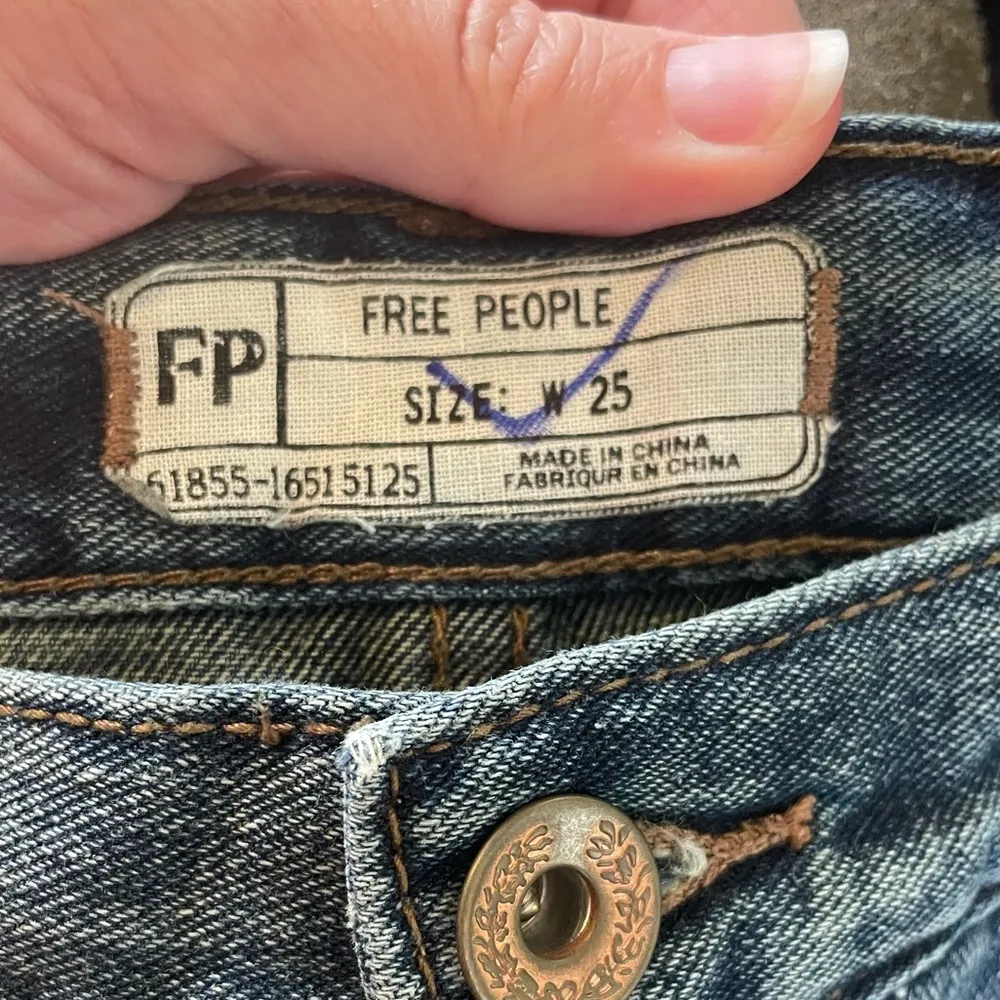 FP
FREE PEOPLE
SIZE: W 25
61855-16515125
MADE IN CHINA
FABRIQUR EN CHINA